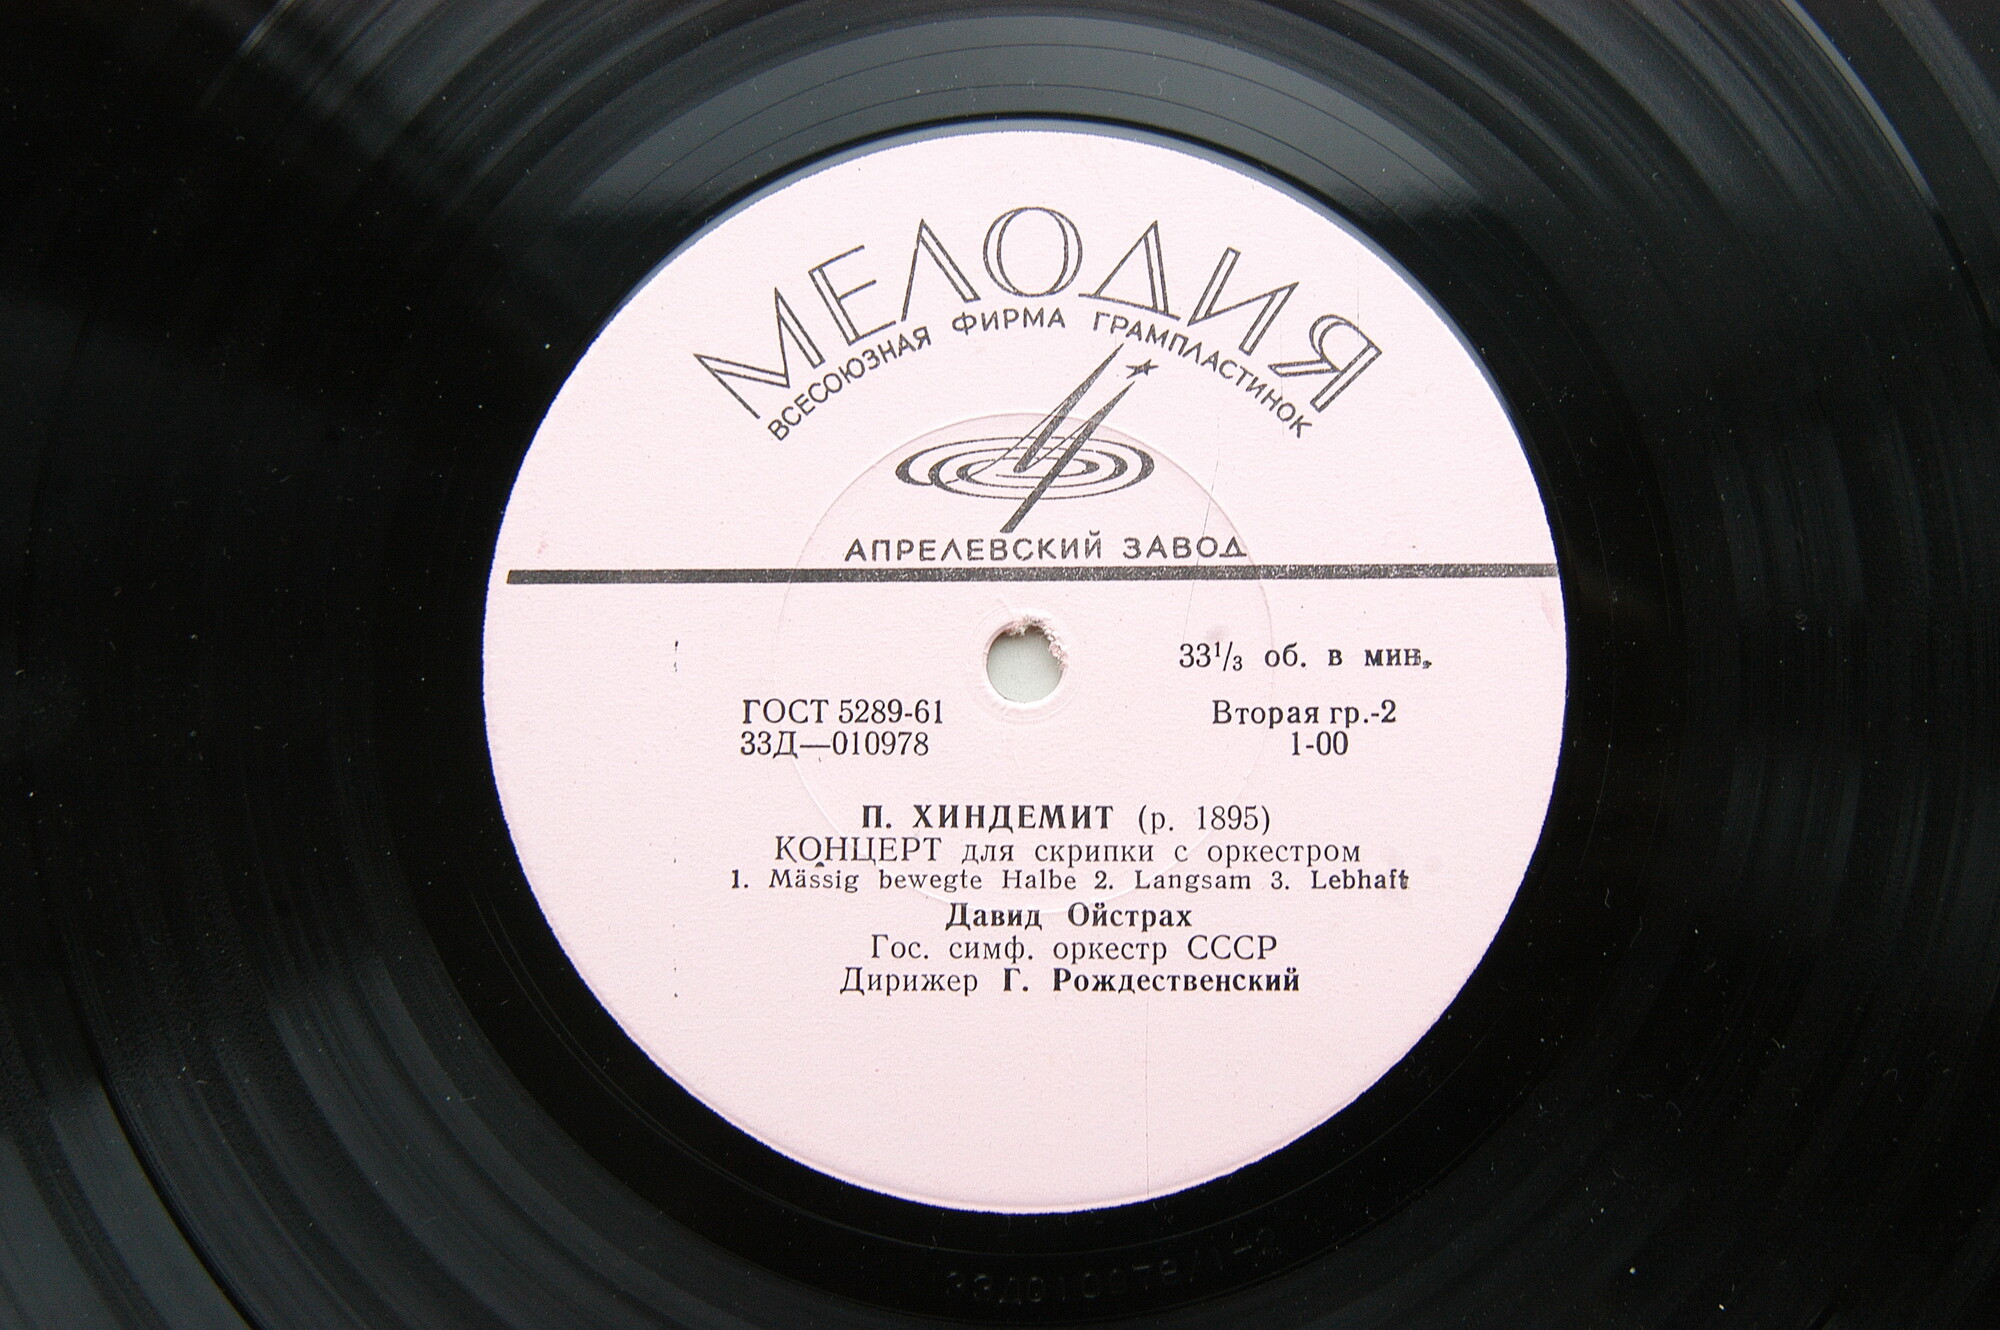 МЕЛОДИЯ
ВСЕСОЮЗНАЯ ФИРМА ГРАМПЛАСТИНОК
АПРЕЛЕВСКИЙ ЗАВОД
33¹/₃ об. в мин.
ГОСТ 5289-61
Вторая гр.-2
33Д—010978
1-00
П. ХИНДЕМИТ (р. 1895)
КОНЦЕРТ для скрипки с оркестром
1. Mässig bewegte Halbe 2. Langsam 3. Lebhaft
Давид Ойстрах
Гос. симф. оркестр СССР
Дирижер Г. Рождественский